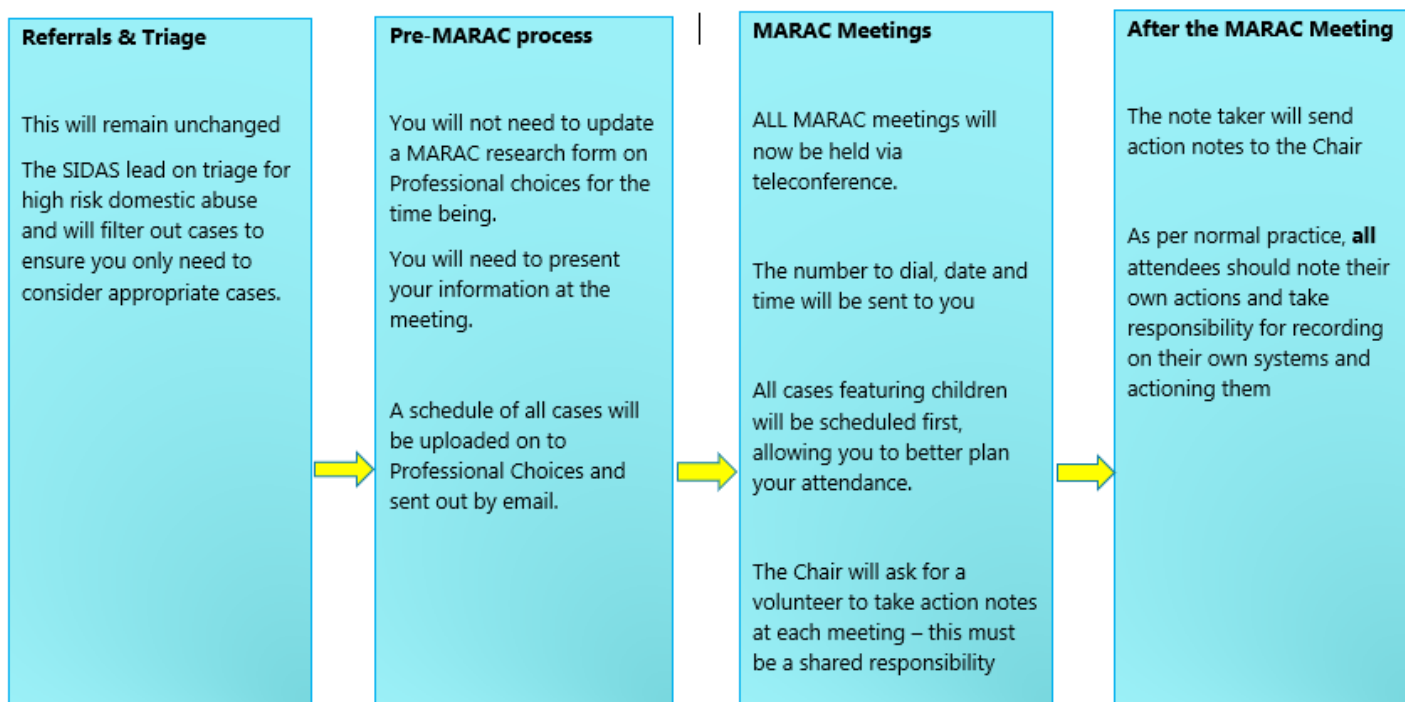 Referrals & Triage
This will remain unchanged
The SIDAS lead on triage for
high risk domestic abuse
and will filter out cases to
ensure you only need to
consider appropriate cases.
Pre-MARAC process
You will not need to update
a MARAC research form on
Professional choices for the
time being.
You will need to present
your information at the
meeting.
A schedule of all cases will
be uploaded on to
Professional Choices and
sent out by email.
MARAC Meetings
ALL MARAC meetings will
now be held via
teleconference.
The number to dial, date and
time will be sent to you
All cases featuring children
will be scheduled first,
allowing you to better plan
your attendance.
The Chair will ask for a
volunteer to take action notes
at each meeting – this must
be a shared responsibility
After the MARAC Meeting
The note taker will send
action notes to the Chair
As per normal practice, all
attendees should note their
own actions and take
responsibility for recording
on their own systems and
actioning them